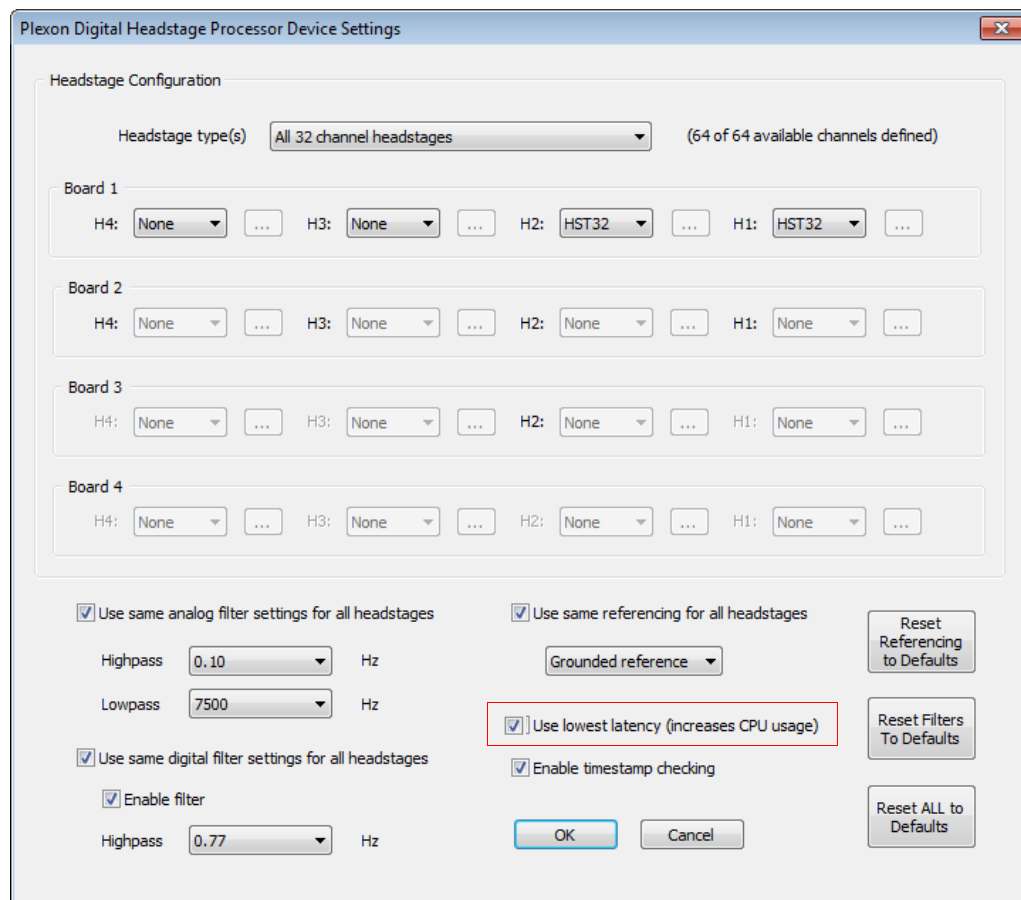 Plexon Digital Headstage Processor Device Settings
Headstage Configuration
Headstage type(s) All 32 channel headstages (64 of 64 available channels defined)
Board 1
H4: None ... H3: None ... H2: HST32 ... H1: HST32 ...
Board 2
H4: None ... H3: None ... H2: None ... H1: None ...
Board 3
H4: None ... H3: None ... H2: None ... H1: None ...
Board 4
H4: None ... H3: None ... H2: None ... H1: None ...
Use same analog filter settings for all headstages
Highpass 0.10 Hz
Lowpass 7500 Hz
Use same digital filter settings for all headstages
Enable filter
Highpass 0.77 Hz
Use same referencing for all headstages
Grounded reference
Use lowest latency (increases CPU usage)
Enable timestamp checking
OK Cancel
Reset
Referencing
to Defaults
Reset Filters
To Defaults
Reset ALL to
Defaults